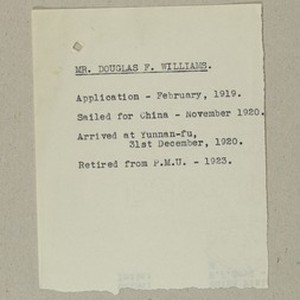 MR. DOUGLAS F. WILLIAMS.
Application - February, 1919.
Sailed for China - November 1920.
Arrived at Yunnan-fu,
31st December, 1920.
Retired from P.M.U. - 1923.